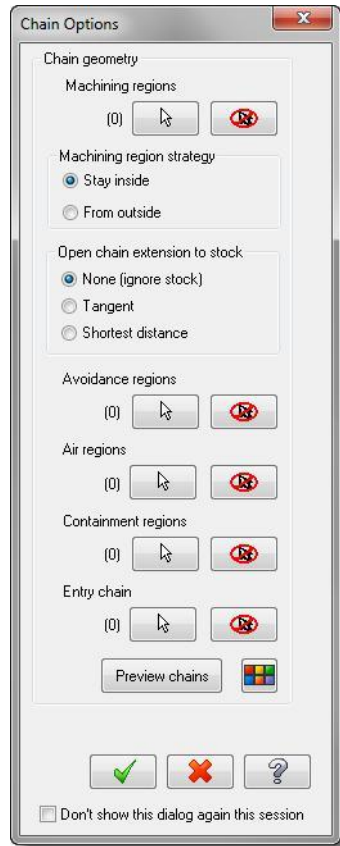 Chain Options
Chain geometry
Machining regions
(0)
Machining region strategy
Stay inside
From outside
Open chain extension to stock
None (ignore stock)
Tangent
Shortest distance
Avoidance regions
(0)
Air regions
(0)
Containment regions
(0)
Entry chain
(0)
Preview chains
Don't show this dialog again this session